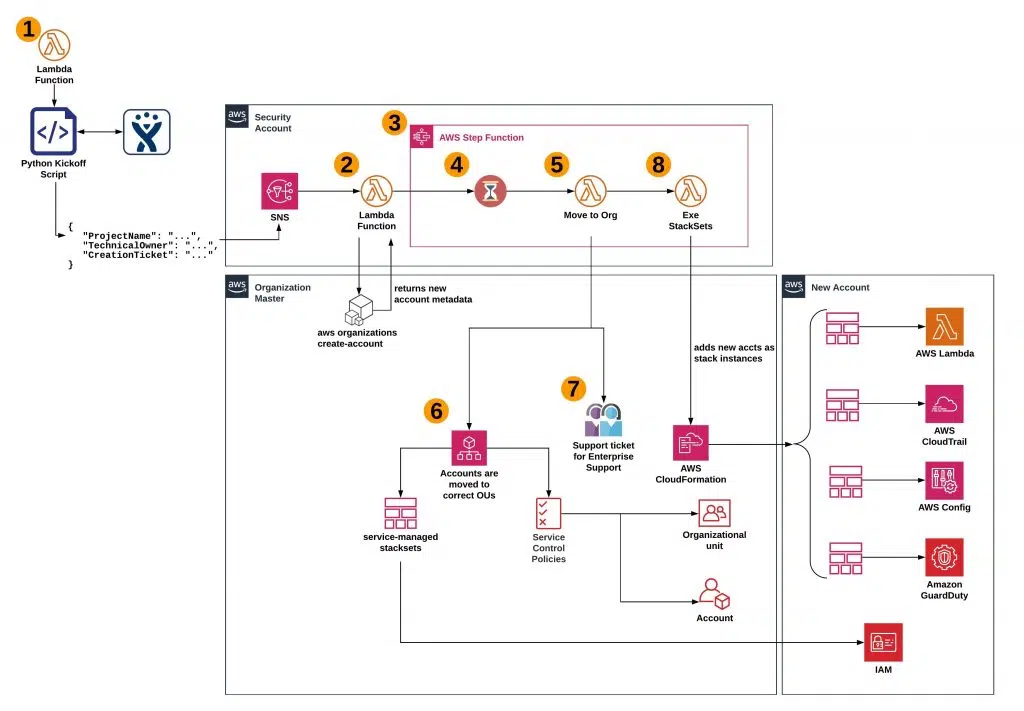 1
Lambda
Function
Python Kickoff
Script
{
"ProjectName": "...",
"TechnicalOwner": "...",
"CreationTicket": "..."
}
aws
Security
Account
SNS
2
Lambda
Function
3
AWS Step Function
4
5
Move to Org
8
Exe
StackSets
aws
Organization
Master
returns new
account metadata
aws organizations
create-account
adds new accts as
stack instances
6
Accounts are
moved to
correct OUs
7
Support ticket
for Enterprise
Support
AWS
CloudFormation
service-managed
stacksets
Service
Control
Policies
Organizational
unit
Account
aws
New Account
AWS Lambda
AWS
CloudTrail
AWS Config
Amazon
GuardDuty
IAM